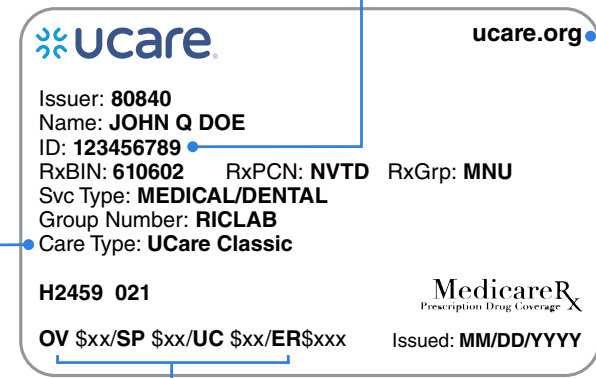 ucare
ucare.org
Issuer: 80840
Name: JOHN Q DOE
ID: 123456789
RxBIN: 610602 RxPCN: NVTD RxGrp: MNU
Svc Type: MEDICAL/DENTAL
Group Number: RICLAB
Care Type: UCare Classic
H2459 021
MedicareRx
Prescription Drug Coverage
OV $xx/SP $xx/UC $xx/ER$xxx
Issued: MM/DD/YYYY